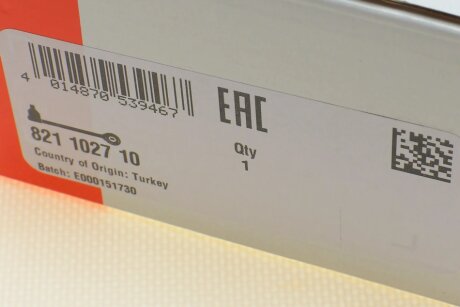 4 014870 539467
EAC
821 1027 10
Qty
1
Country of Origin: Turkey
Batch: E000151730